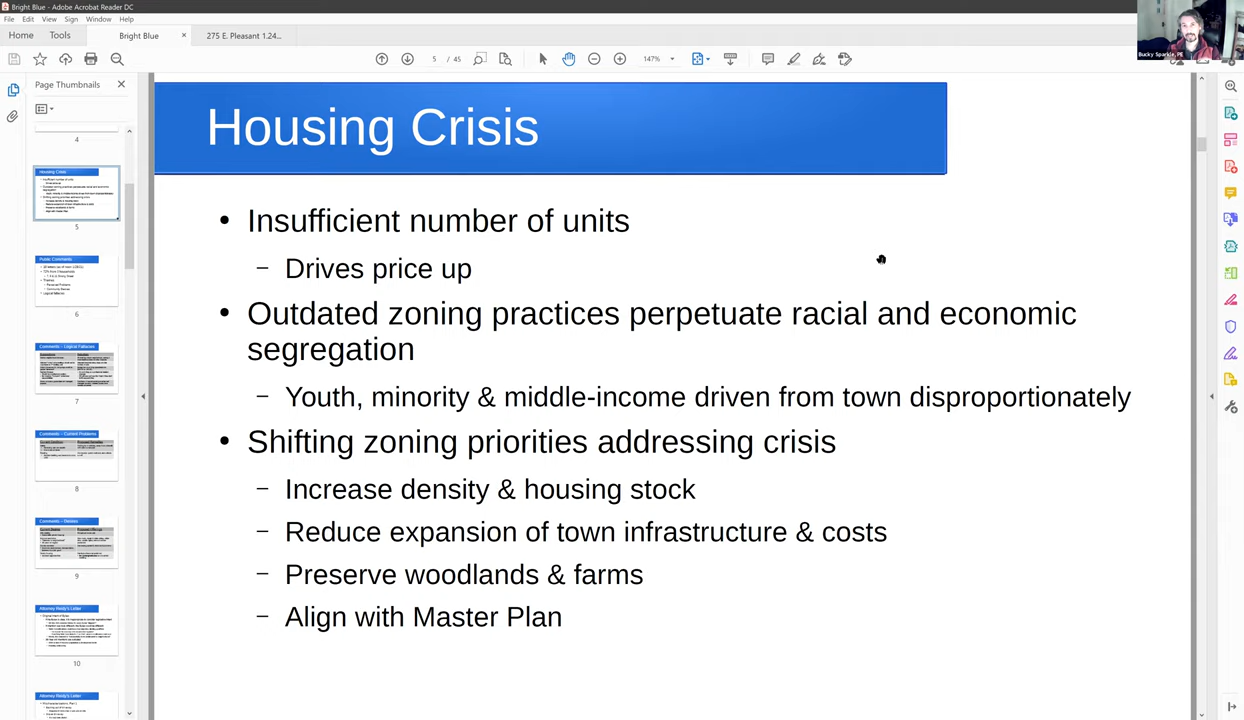 Bright Blue - Adobe Acrobat Reader DC
File Edit View Sign Window Help
Home Tools Bright Blue × 275 E. Pleasant 1.24...
5 / 45 147%
Bucky Sparkle, PE
Page Thumbnails ×
4
Housing Crisis
5
Public Comments
6
Comments – Logical Fallacies
7
Comments – Current Problems
8
Comments – Desires
9
Attorney Reidy's Letter
10
Attorney Reidy's Letter
Housing Crisis
• Insufficient number of units
– Drives price up
• Outdated zoning practices perpetuate racial and economic
segregation
– Youth, minority & middle-income driven from town disproportionately
• Shifting zoning priorities addressing crisis
– Increase density & housing stock
– Reduce expansion of town infrastructure & costs
– Preserve woodlands & farms
– Align with Master Plan